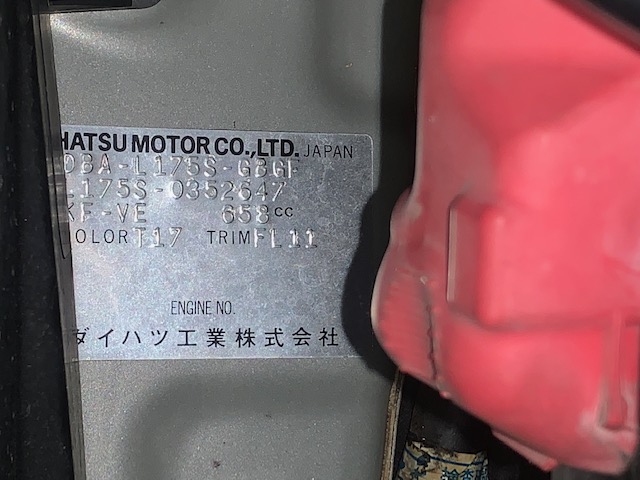 HATSU MOTOR CO.,LTD. JAPAN
DBA-L175S-GBGF
L175S-0352647
KF-VE 658cc
OLOR T17 TRIM FL11
ENGINE NO.
ダイハツ工業株式会社